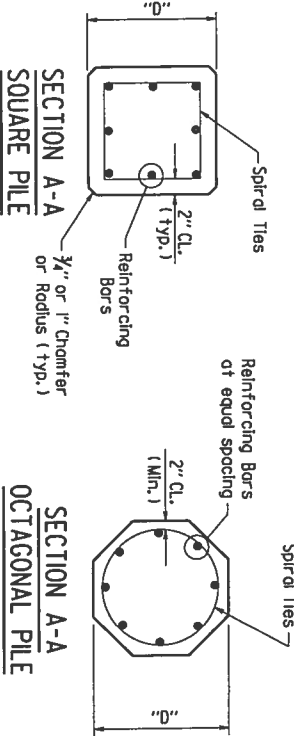 "D"
Spiral Ties
2" CL.
(typ.)
Reinforcing
Bars
¾" or 1" Chamfer
or Radius (typ.)
SECTION A-A
SQUARE PILE
Spiral Ties
Reinforcing Bars
at equal spacing
2" CL.
(Min.)
"D"
SECTION A-A
OCTAGONAL PILE